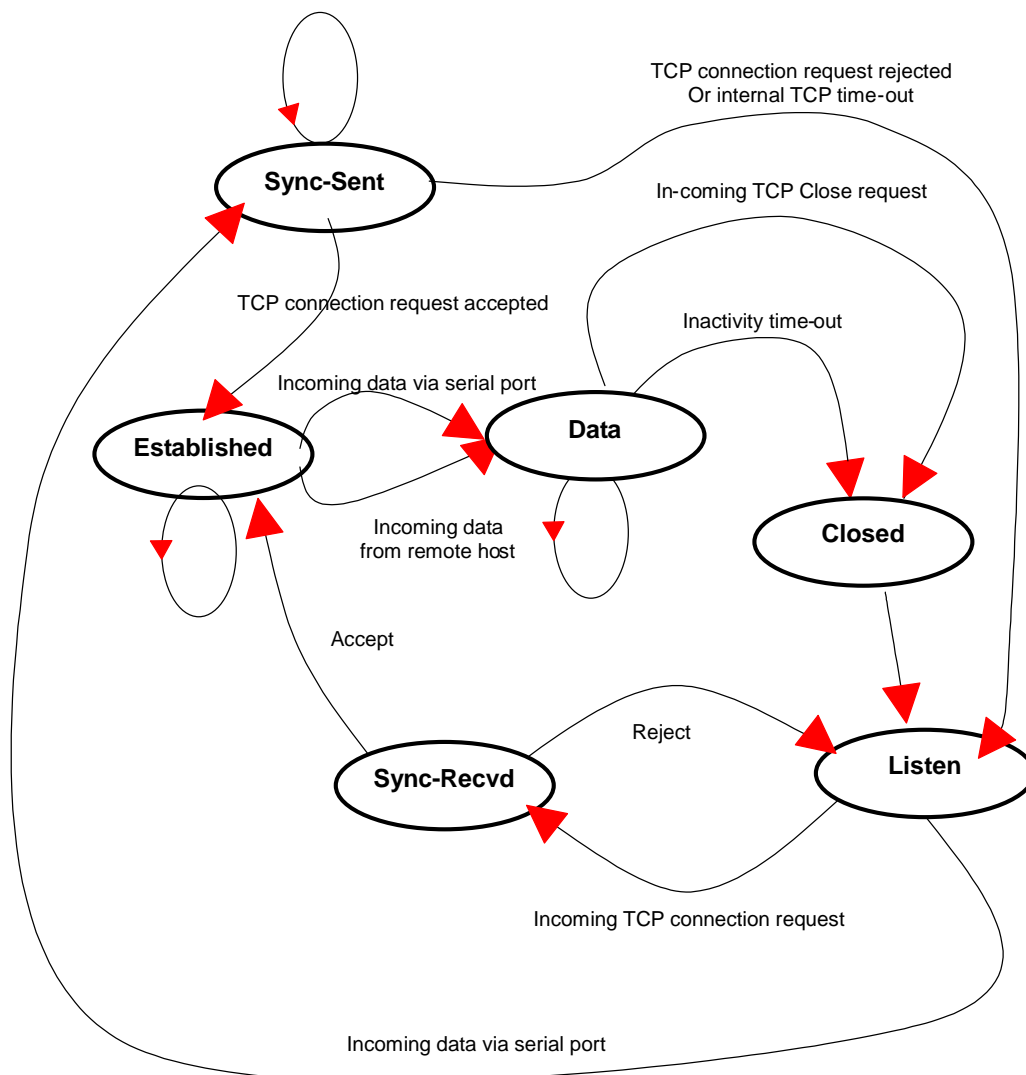 TCP connection request rejected
Or internal TCP time-out
Sync-Sent
In-coming TCP Close request
TCP connection request accepted
Inactivity time-out
Incoming data via serial port
Established
Data
Incoming data
from remote host
Closed
Accept
Reject
Sync-Recvd
Listen
Incoming TCP connection request
Incoming data via serial port